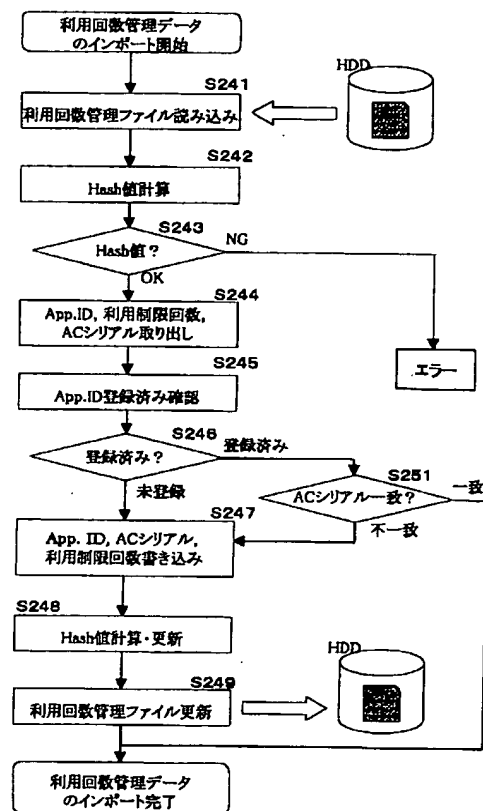 利用回数管理データ
のインポート開始
S241
HDD
利用回数管理ファイル読み込み
S242
Hash値計算
S243
Hash値?
NG
OK
S244
App.ID, 利用制限回数,
ACシリアル取り出し
エラー
S245
App.ID登録済み確認
S246
登録済み?
登録済み
未登録
S251
ACシリアル一致?
一致
不一致
S247
App. ID, ACシリアル,
利用制限回数書き込み
S248
Hash値計算・更新
HDD
S249
利用回数管理ファイル更新
利用回数管理データ
のインポート完了